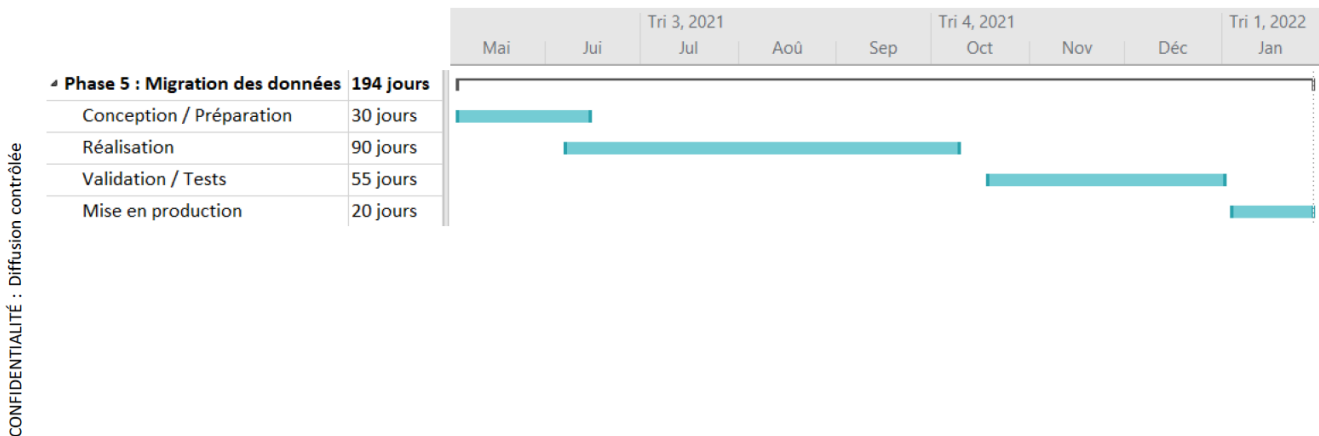 Tri 3, 2021 Tri 4, 2021 Tri 1, 2022
Mai Jui Jul Aoû Sep Oct Nov Déc Jan
Phase 5 : Migration des données 194 jours
Conception / Préparation 30 jours
Réalisation 90 jours
Validation / Tests 55 jours
Mise en production 20 jours
CONFIDENTIALITÉ : Diffusion contrôlée